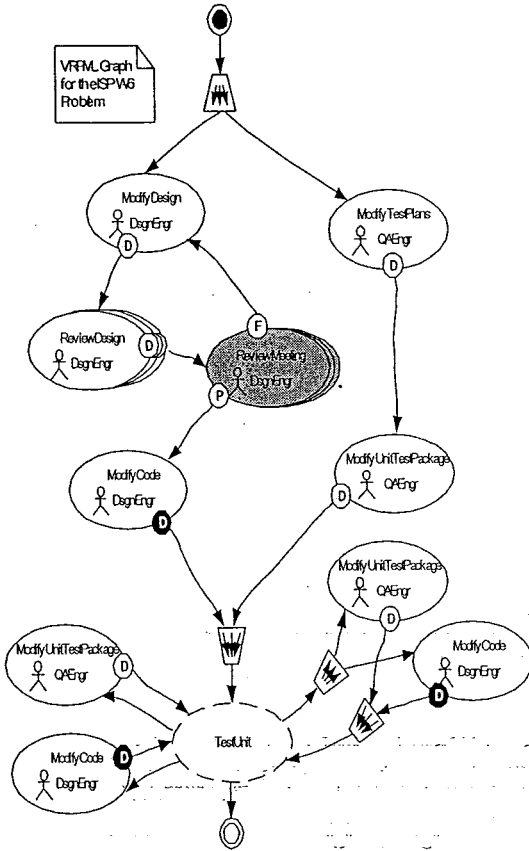 VRPML Graph
for the ISPW6
Problem
ModifyDesign
DsgnEngr
D
ModifyTestPlans
QAEngr
D
F
ReviewDesign
D
DsgnEngr
ReviewMeeting
DsgnEngr
P
ModifyCode
DsgnEngr
D
ModifyUnitTestPackage
QAEngr
D
ModifyUnitTestPackage
QAEngr
D
ModifyUnitTestPackage
D
QAEngr
ModifyCode
DsgnEngr
D
TestUnit
ModifyCode
D
DsgnEngr